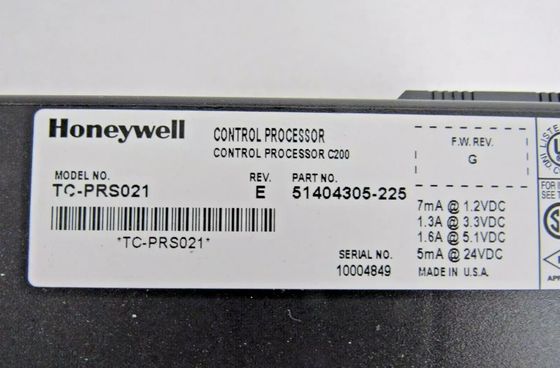 Honeywell
CONTROL PROCESSOR
CONTROL PROCESSOR C200
F.W. REV.
G
MODEL NO.
REV.
PART NO.
TC-PRS021
E
51404305-225
*TC-PRS021*
7mA @ 1.2VDC
1.3A @ 3.3VDC
1.6A @ 5.1VDC
5mA @ 24VDC
SERIAL NO.
10004849
MADE IN U.S.A.